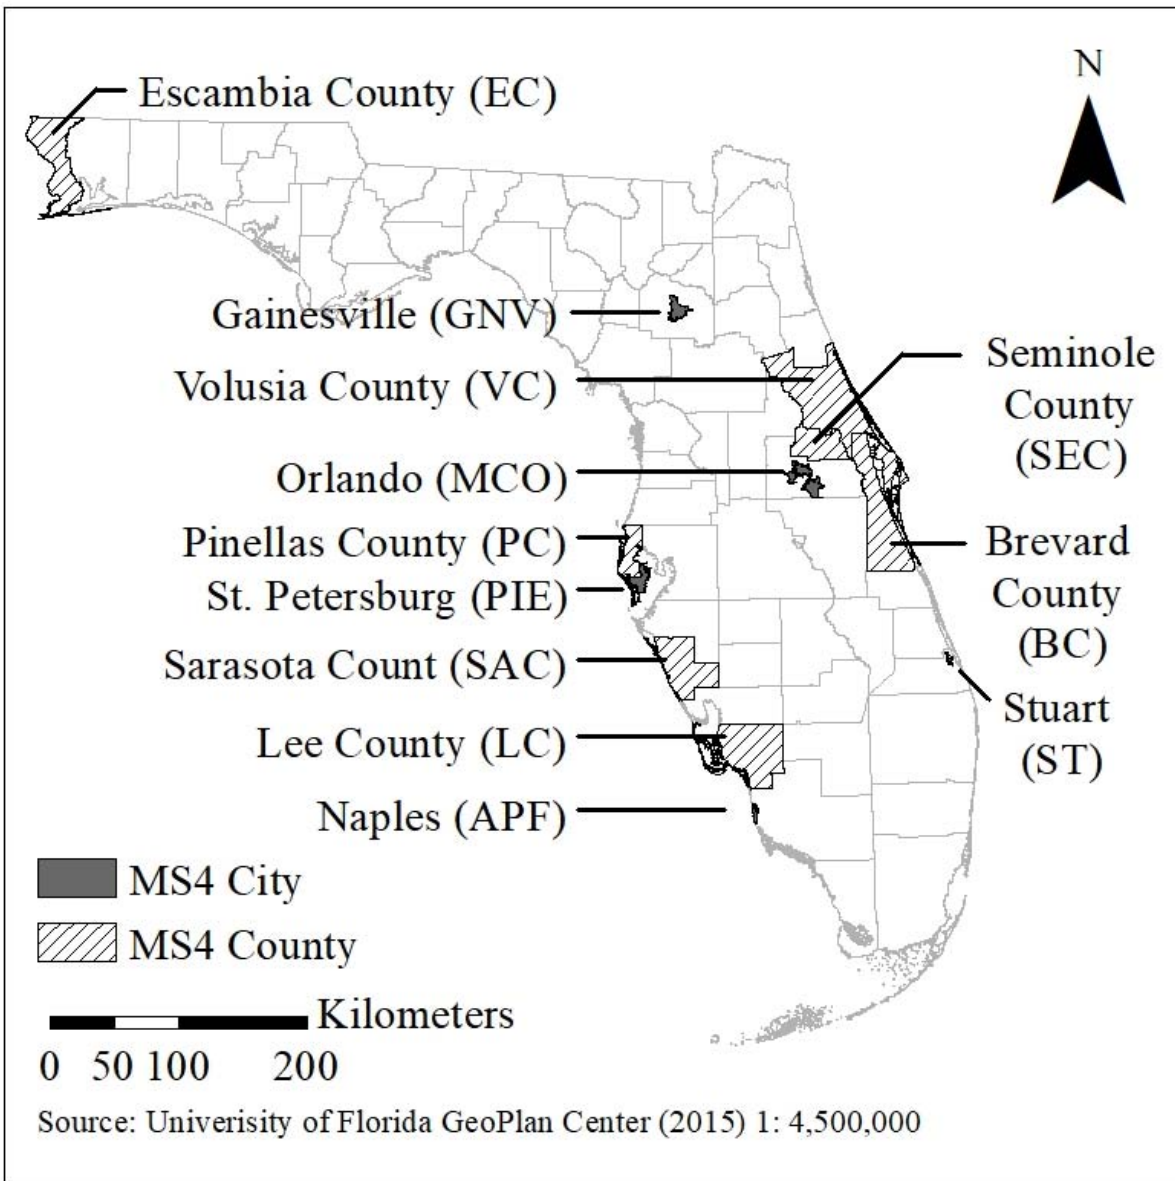 N
Escambia County (EC)
Gainesville (GNV)
Volusia County (VC)
Seminole
County
(SEC)
Orlando (MCO)
Pinellas County (PC)
St. Petersburg (PIE)
Brevard
County
(BC)
Sarasota Count (SAC)
Stuart
(ST)
Lee County (LC)
Naples (APF)
MS4 City
MS4 County
Kilometers
0 50 100 200
Source: Univerisity of Florida GeoPlan Center (2015) 1: 4,500,000